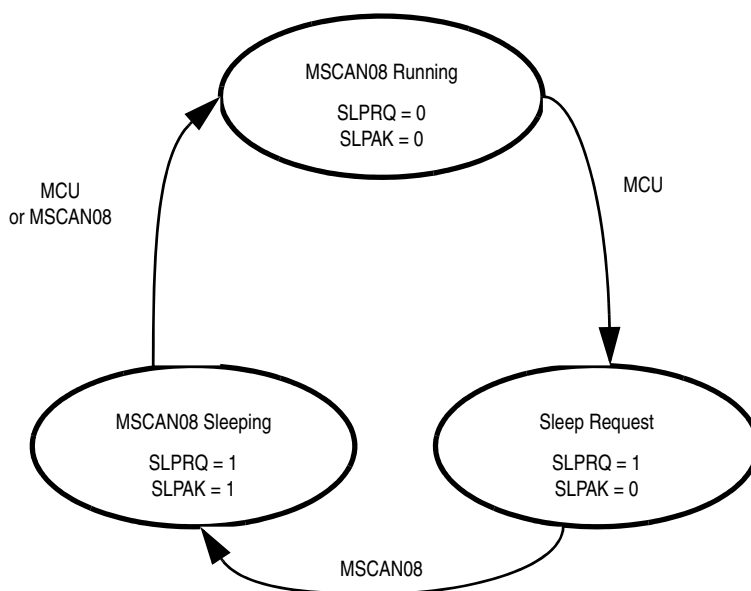 MSCAN08 Running
SLPRQ = 0
SLPAK = 0
MCU
or MSCAN08
MCU
MSCAN08 Sleeping
SLPRQ = 1
SLPAK = 1
Sleep Request
SLPRQ = 1
SLPAK = 0
MSCAN08